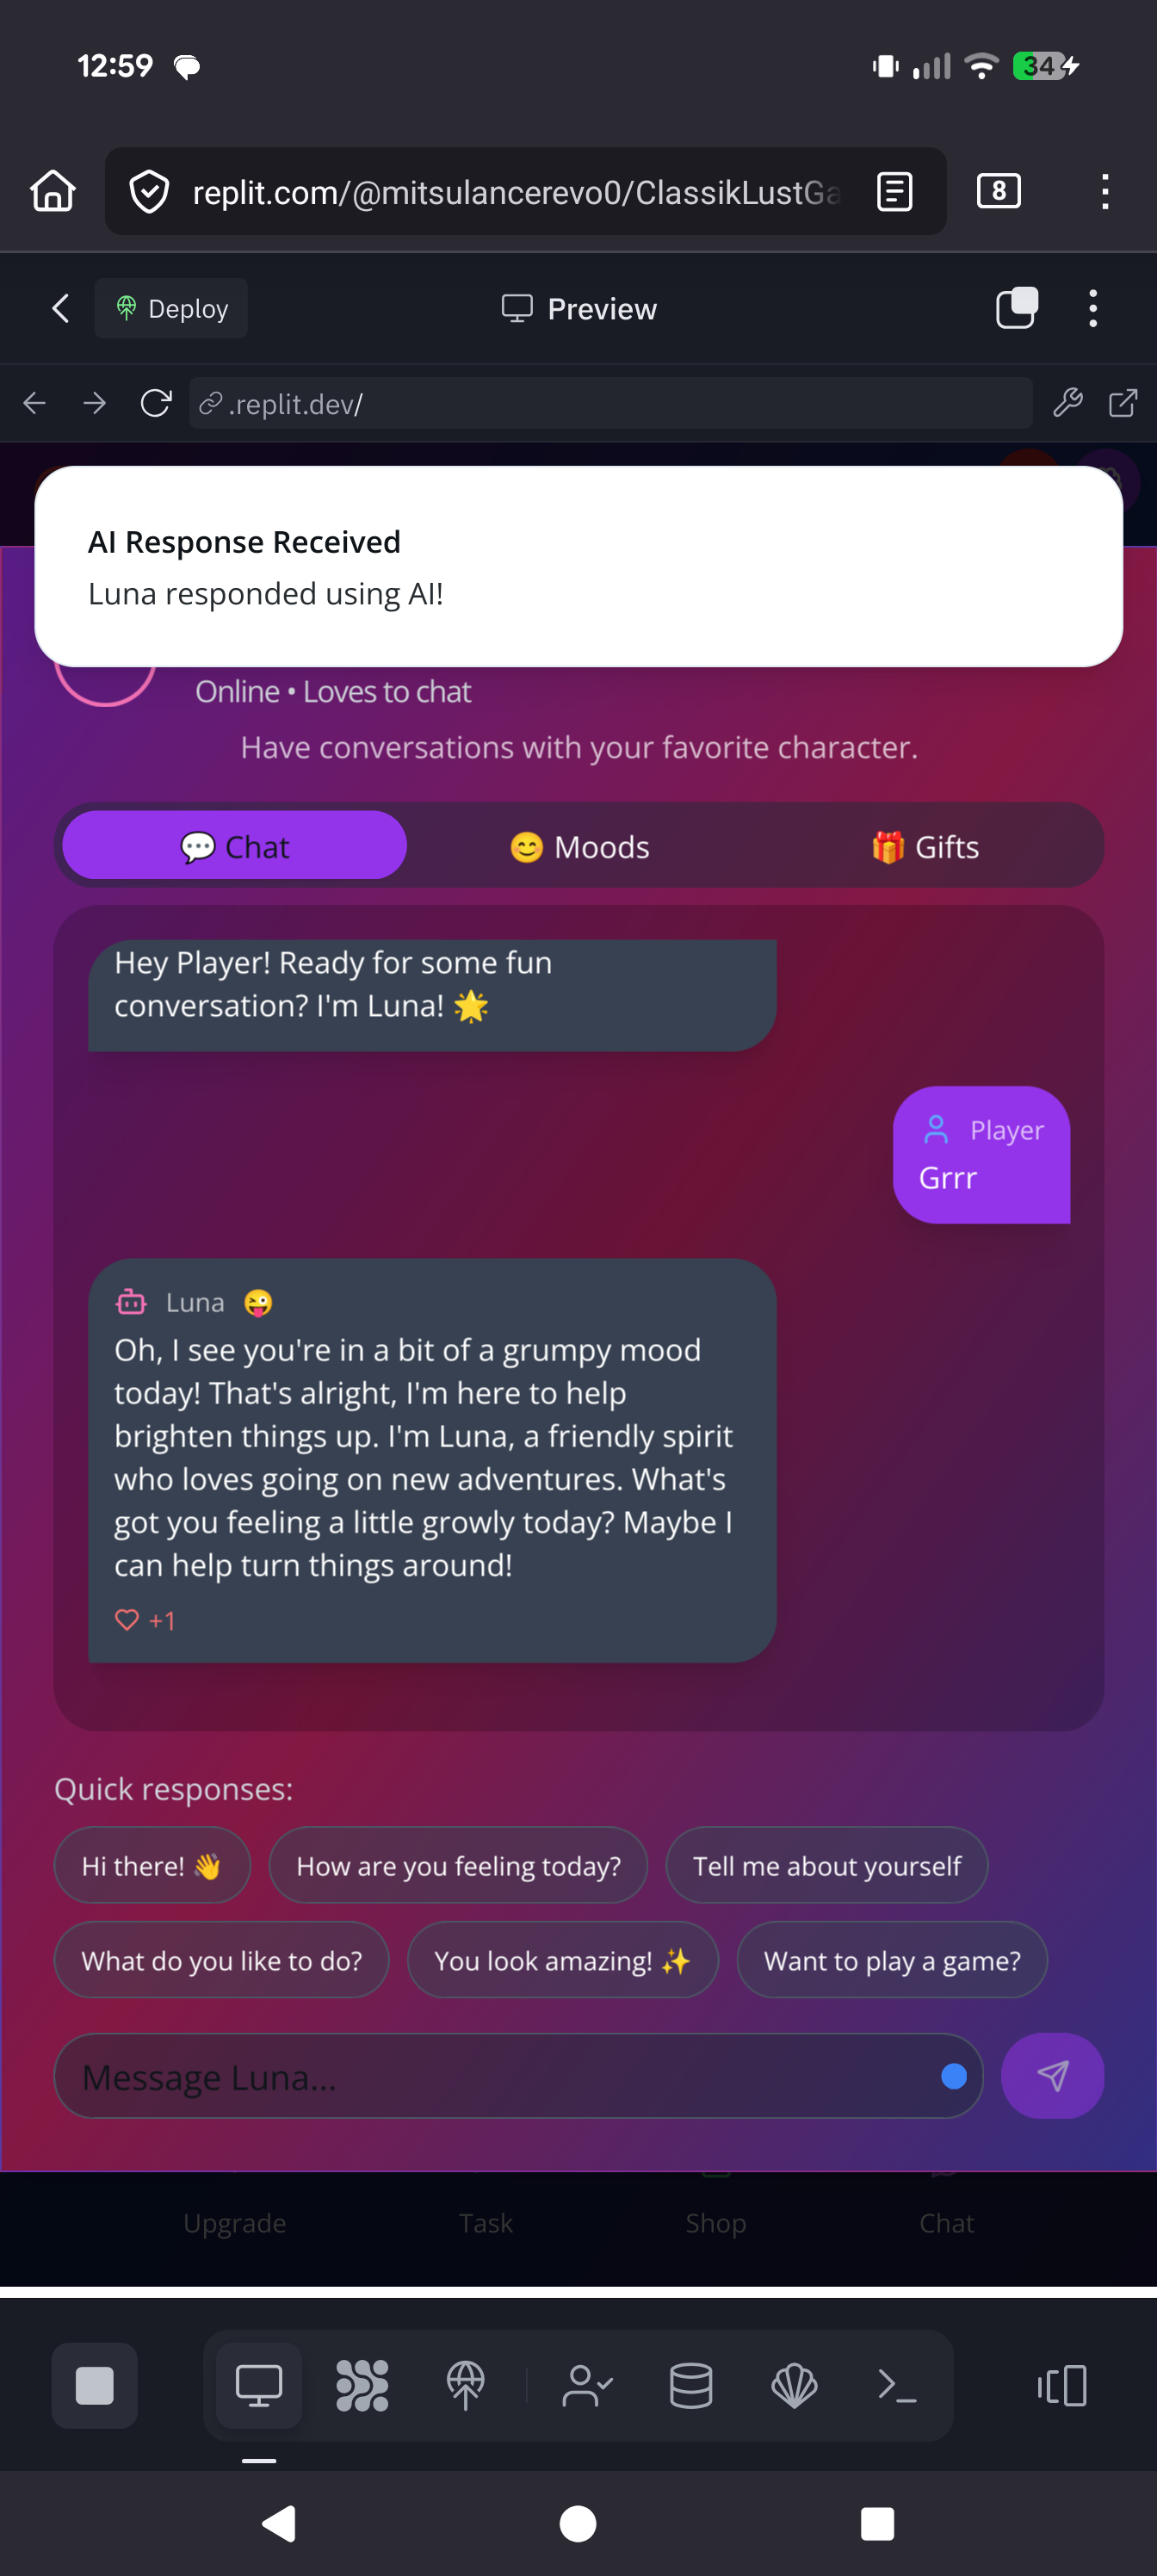 12:59
34
replit.com/@mitsulancerevo0/ClassikLustGa
8
Deploy
Preview
.replit.dev/
AI Response Received
Luna responded using AI!
Online • Loves to chat
Have conversations with your favorite character.
💬 Chat
😊 Moods
🎁 Gifts
Hey Player! Ready for some fun
conversation? I'm Luna! 🌟
Player
Grrr
Luna 😜
Oh, I see you're in a bit of a grumpy mood
today! That's alright, I'm here to help
brighten things up. I'm Luna, a friendly spirit
who loves going on new adventures. What's
got you feeling a little growly today? Maybe I
can help turn things around!
+1
Quick responses:
Hi there! 👋
How are you feeling today?
Tell me about yourself
What do you like to do?
You look amazing! ✨
Want to play a game?
Message Luna...
Upgrade
Task
Shop
Chat